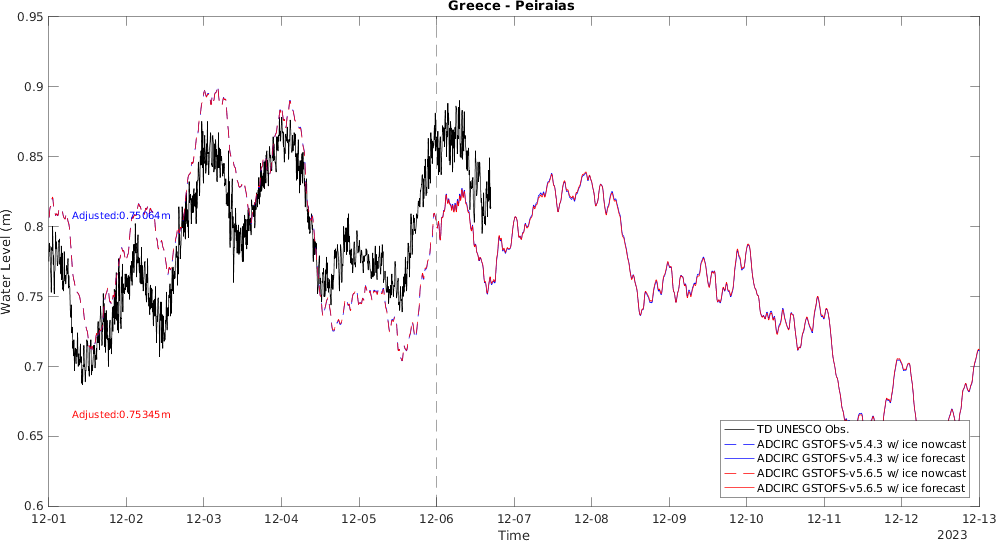 Greece - Peiraias
0.95
0.9
0.85
0.8
0.75
0.7
0.65
0.6
Water Level (m)
Adjusted:0.75064m
Adjusted:0.75345m
TD UNESCO Obs.
ADCIRC GSTOFS-v5.4.3 w/ ice nowcast
ADCIRC GSTOFS-v5.4.3 w/ ice forecast
ADCIRC GSTOFS-v5.6.5 w/ ice nowcast
ADCIRC GSTOFS-v5.6.5 w/ ice forecast
12-01 12-02 12-03 12-04 12-05 12-06 12-07 12-08 12-09 12-10 12-11 12-12 12-13
Time
2023